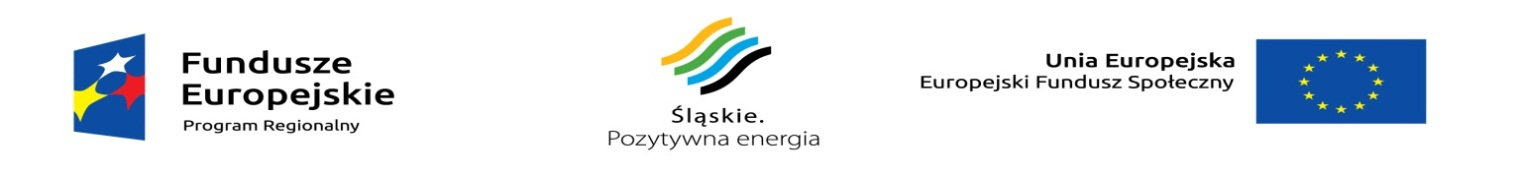 Fundusze
Europejskie
Program Regionalny
Śląskie.
Pozytywna energia
Unia Europejska
Europejski Fundusz Społeczny